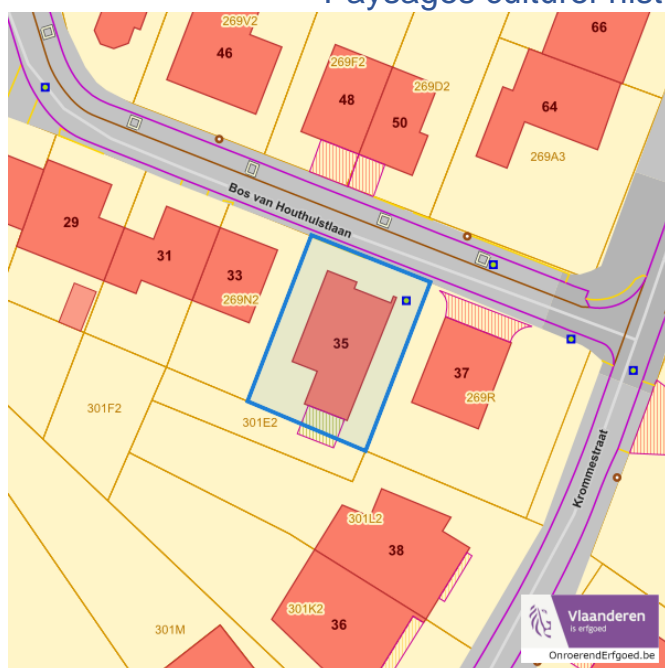 Paysages culturel hist
269V2
46
269F2
48
269D2
50
66
64
269A3
Bos van Houthulstlaan
29
31
33
269N2
35
37
269R
301F2
301E2
Krommestraat
301L2
38
301K2
36
301M
Vlaanderen
is erfgoed
OnroerendErfgoed.be